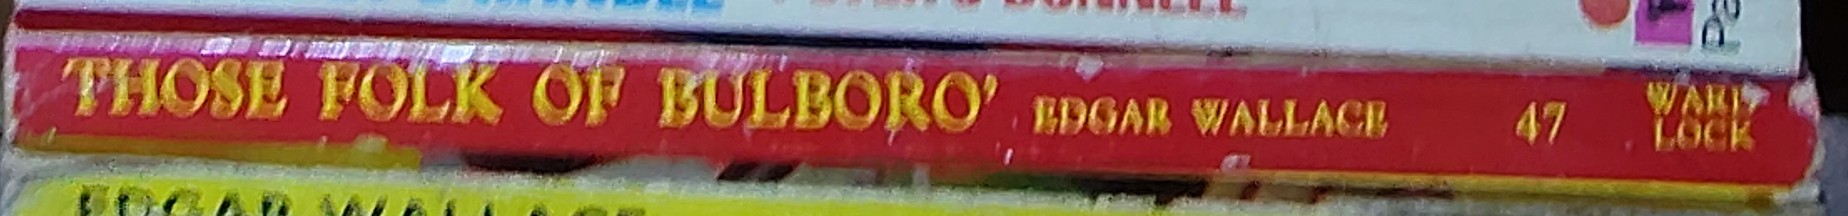 THOSE FOLK OF BULBORO' EDGAR WALLACE 47 WARD LOCK
EDGAR WALLACE